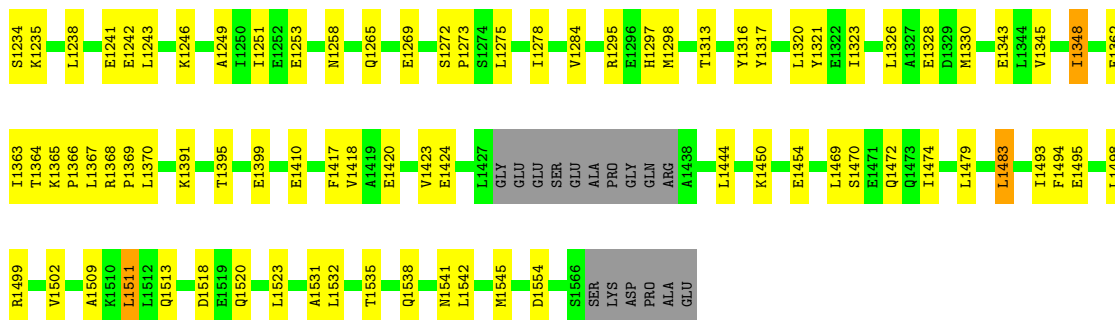 S1234 K1235 L1238 E1241 E1242 L1243 K1246 A1249 I1250 I1251 E1252 E1253 N1258 Q1265 E1269 S1272 P1273 S1274 L1275 I1278 V1284 R1295 E1296 H1297 M1298 T1313 Y1316 Y1317 L1320 Y1321 E1322 I1323 L1326 A1327 E1328 D1329 M1330 E1343 L1344 V1345 I1348
I1363 T1364 K1365 P1366 L1367 R1368 P1369 L1370 K1391 T1395 E1399 E1410 F1417 V1418 A1419 E1420 V1423 E1424 L1427 GLY GLU GLU SER GLU ALA PRO GLY GLN ARG A1438 L1444 K1450 E1454 L1469 S1470 E1471 Q1472 Q1473 I1474 L1479 L1483 I1493 F1494 E1495
R1499 V1502 A1509 K1510 L1511 L1512 Q1513 D1518 E1519 Q1520 L1523 A1531 L1532 T1535 Q1538 N1541 L1542 M1545 D1554 S1566 SER LYS ASP PRO ALA GLU